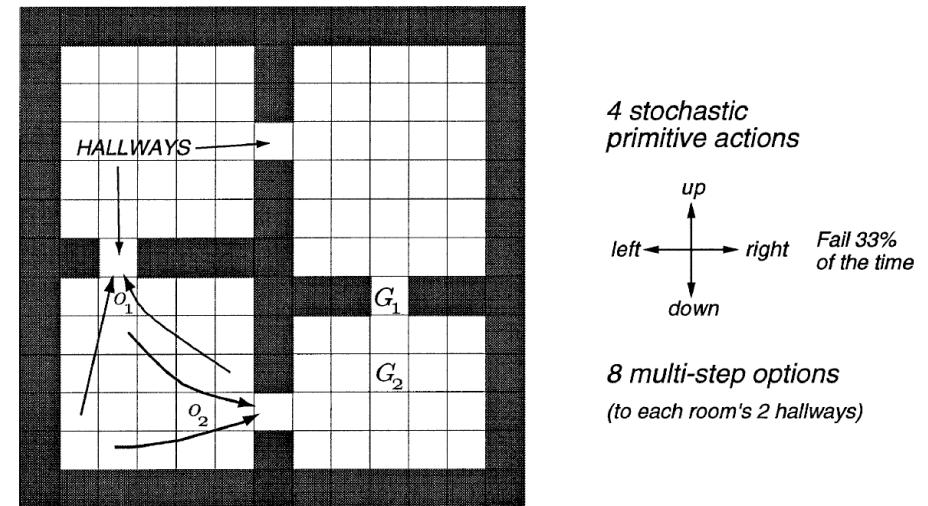 HALLWAYS
o1
o2
G1
G2
4 stochastic
primitive actions
up
left
right
down
Fail 33%
of the time
8 multi-step options
(to each room's 2 hallways)